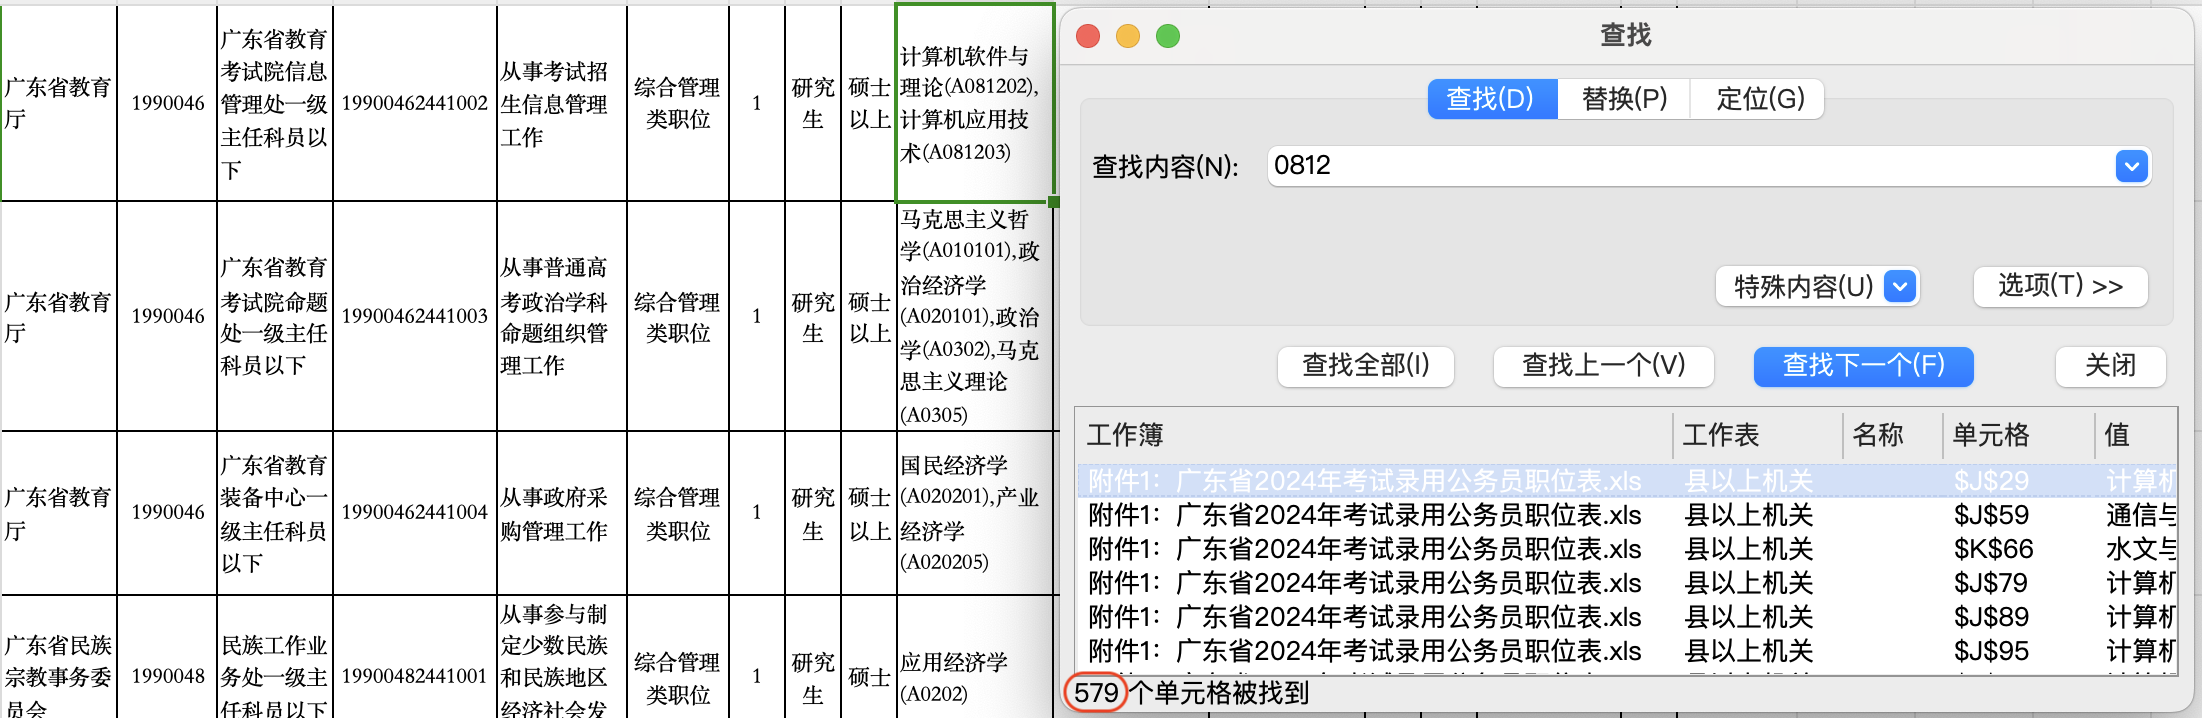 广东省教育
厅
1990046
广东省教育
考试院信息
管理处一级
主任科员以
下
19900462441002
从事考试招
生信息管理
工作
综合管理
类职位
1
研究
生
硕士
以上
计算机软件与
理论(A081202),
计算机应用技
术(A081203)
广东省教育
厅
1990046
广东省教育
考试院命题
处一级主任
科员以下
19900462441003
从事普通高
考政治学科
命题组织管
理工作
综合管理
类职位
1
研究
生
硕士
以上
马克思主义哲
学(A010101),政
治经济学
(A020101),政治
学(A0302),马克
思主义理论
(A0305)
广东省教育
厅
1990046
广东省教育
装备中心一
级主任科员
以下
19900462441004
从事政府采
购管理工作
综合管理
类职位
1
研究
生
硕士
以上
国民经济学
(A020201),产业
经济学
(A020205)
广东省民族
宗教事务委
员会
1990048
民族工作业
务处一级主
任科员以下
19900482441001
从事参与制
定少数民族
和民族地区
经济社会发
综合管理
类职位
1
研究
生
硕士
应用经济学
(A0202)
查找
查找(D) 替换(P) 定位(G)
查找内容(N): 0812
特殊内容(U) 选项(T) >>
查找全部(I) 查找上一个(V) 查找下一个(F) 关闭
工作簿 工作表 名称 单元格 值
附件1：广东省2024年考试录用公务员职位表.xls 县以上机关 $J$29 计算机
附件1：广东省2024年考试录用公务员职位表.xls 县以上机关 $J$59 通信与
附件1：广东省2024年考试录用公务员职位表.xls 县以上机关 $K$66 水文与
附件1：广东省2024年考试录用公务员职位表.xls 县以上机关 $J$79 计算机
附件1：广东省2024年考试录用公务员职位表.xls 县以上机关 $J$89 计算机
附件1：广东省2024年考试录用公务员职位表.xls 县以上机关 $J$95 计算机
579 个单元格被找到